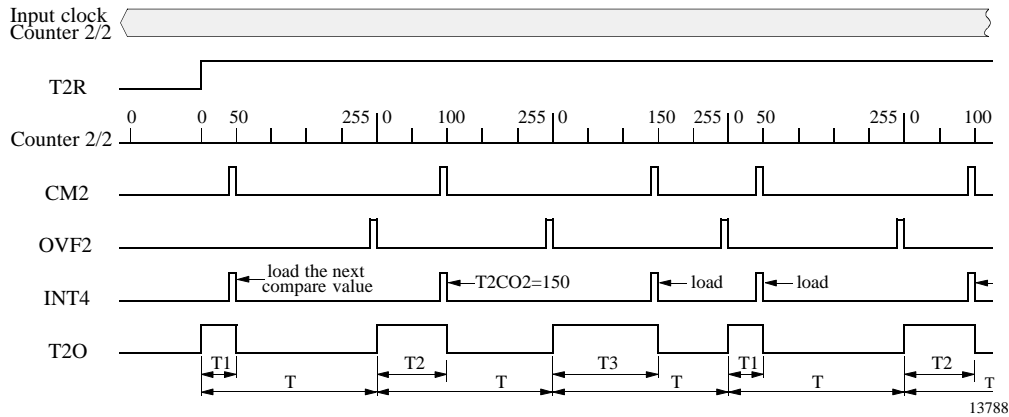 Input clock
Counter 2/2
T2R
0 0 50 255 0 100 255 0 150 255 0 50 255 0 100
Counter 2/2
CM2
OVF2
load the next
compare value
T2CO2=150
load
load
INT4
T2O
T1 T2 T3 T1 T2
T T T T T
13788